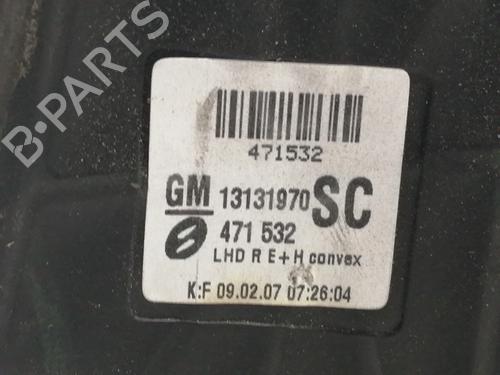 B-PARTS
471532
GM 13131970 SC
471 532
LHD R E+H convex
K:F 09.02.07 07:26:04